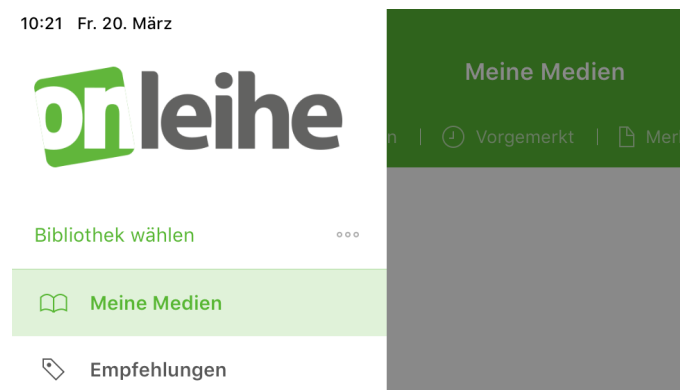 10:21 Fr. 20. März
onleihe
Meine Medien
Vorgemerkt
Bibliothek wählen
Meine Medien
Empfehlungen